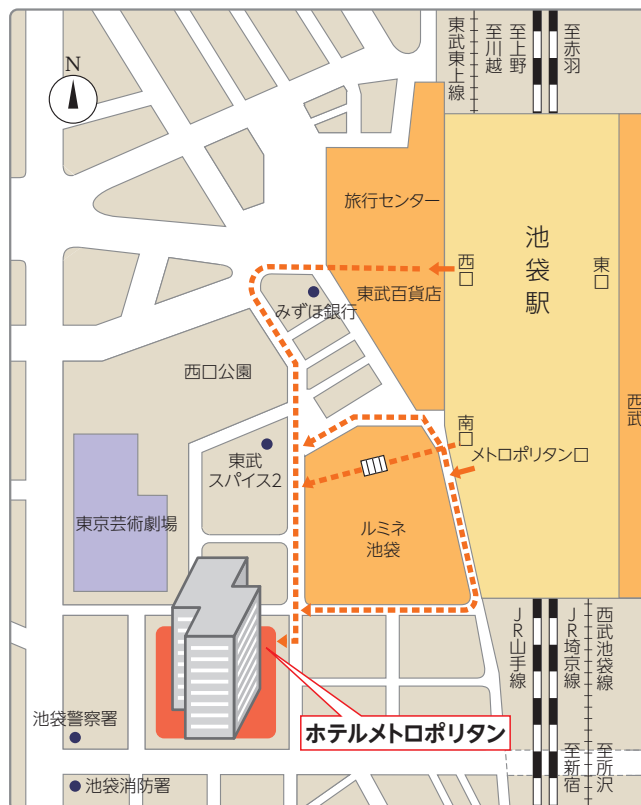 N
東武東上線
至川越
至上野
至赤羽
旅行センター
池袋駅
西口
東口
東武百貨店
みずほ銀行
西口公園
南口
メトロポリタン口
西武
東武
スパイス2
東京芸術劇場
ルミネ
池袋
JR山手線
JR埼京線
西武池袋線
池袋警察署
ホテルメトロポリタン
至新宿
至所沢
池袋消防署